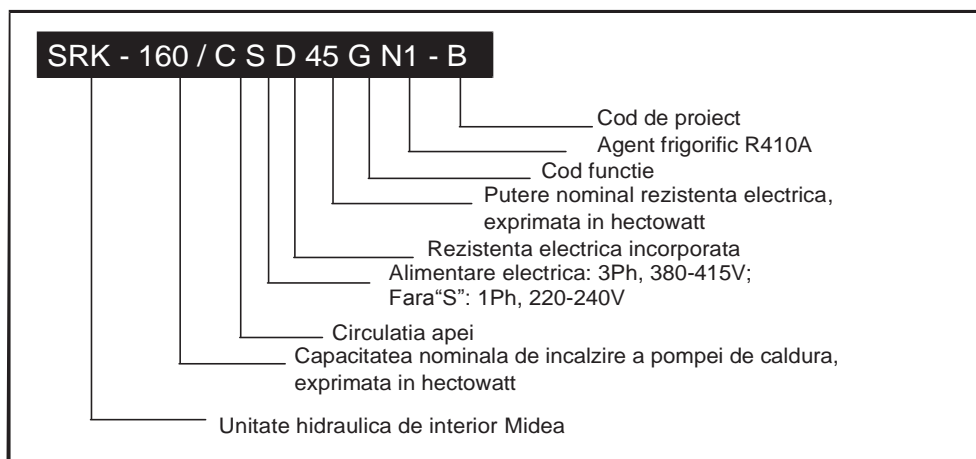 SRK - 160 / C S D 45 G N1 - B
Cod de proiect
Agent frigorific R410A
Cod functie
Putere nominal rezistenta electrica,
exprimata in hectowatt
Rezistenta electrica incorporata
Alimentare electrica: 3Ph, 380-415V;
Fara“S”: 1Ph, 220-240V
Circulatia apei
Capacitatea nominala de incalzire a pompei de caldura,
exprimata in hectowatt
Unitate hidraulica de interior Midea